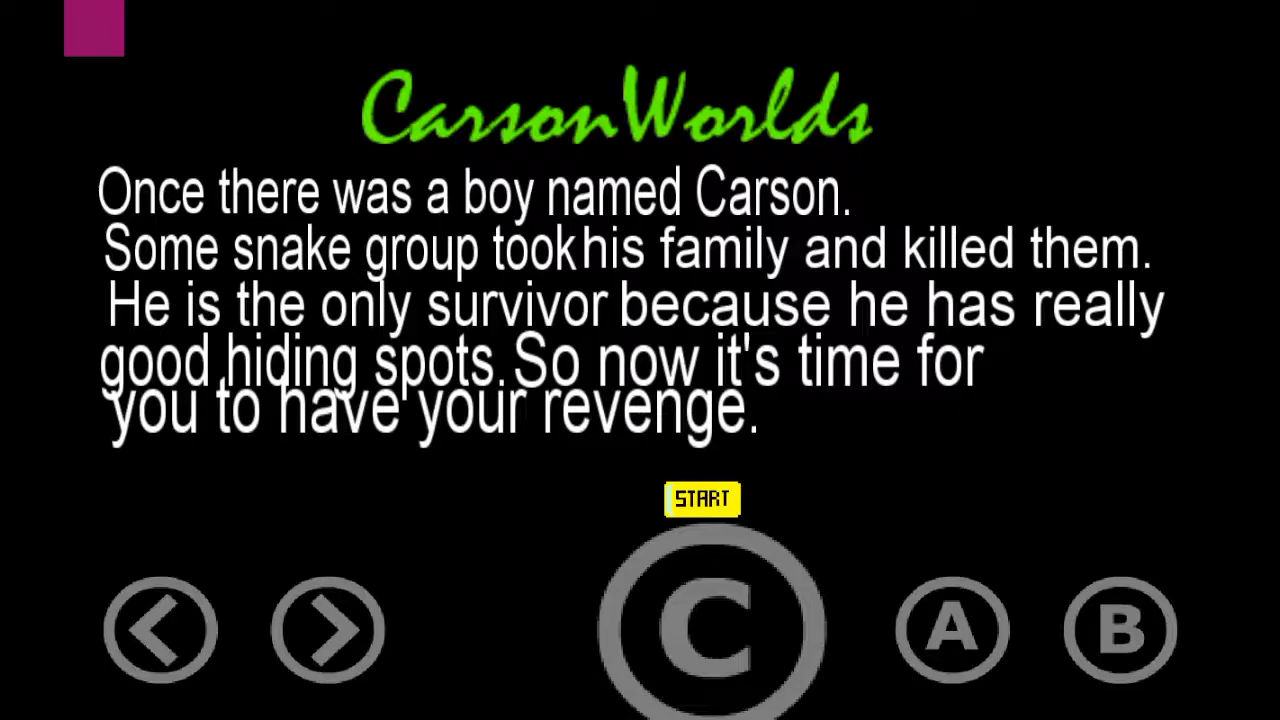 CarsonWorlds
Once there was a boy named Carson.
Some snake group took his family and killed them.
He is the only survivor because he has really
good hiding spots. So now it's time for
you to have your revenge.
START
C
A
B